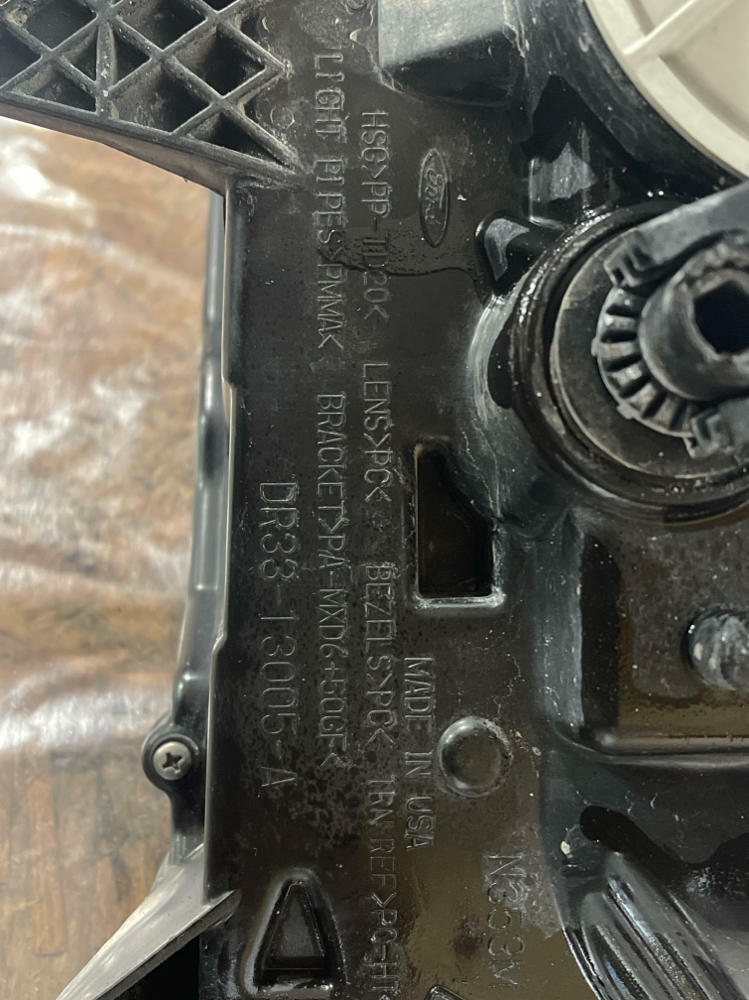 N353M
Ford
MADE IN USA
HSG>PP-TD20< LENS>PC< BEZELS>PC< TRN REF>PC-HT<
LIGHT PIPES>PMMA< BRACKET>PA-MXD6+50GF<
DR33-13005-A